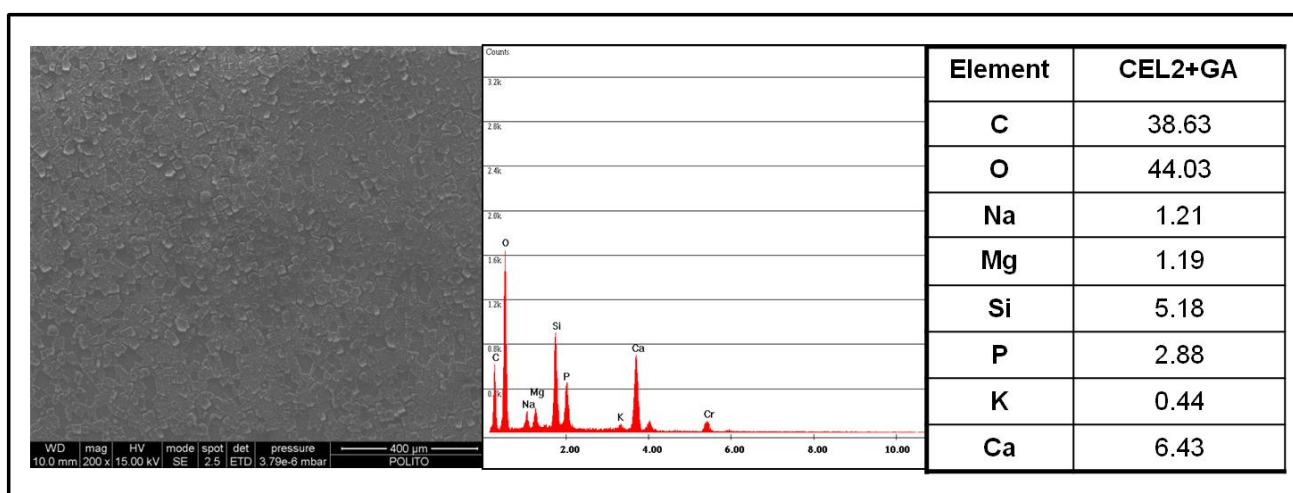 WD mag HV mode spot det pressure 400 µm
10.0 mm 200 x 15.00 kV SE 2.5 ETD 3.79e-6 mbar POLITO
Counts
3.2k
2.8k
2.4k
2.0k
1.6k
1.2k
0.8k
O
C
Na
Mg
Si
P
K
Ca
Cr
2.00 4.00 6.00 8.00 10.00
Element CEL2+GA
C 38.63
O 44.03
Na 1.21
Mg 1.19
Si 5.18
P 2.88
K 0.44
Ca 6.43